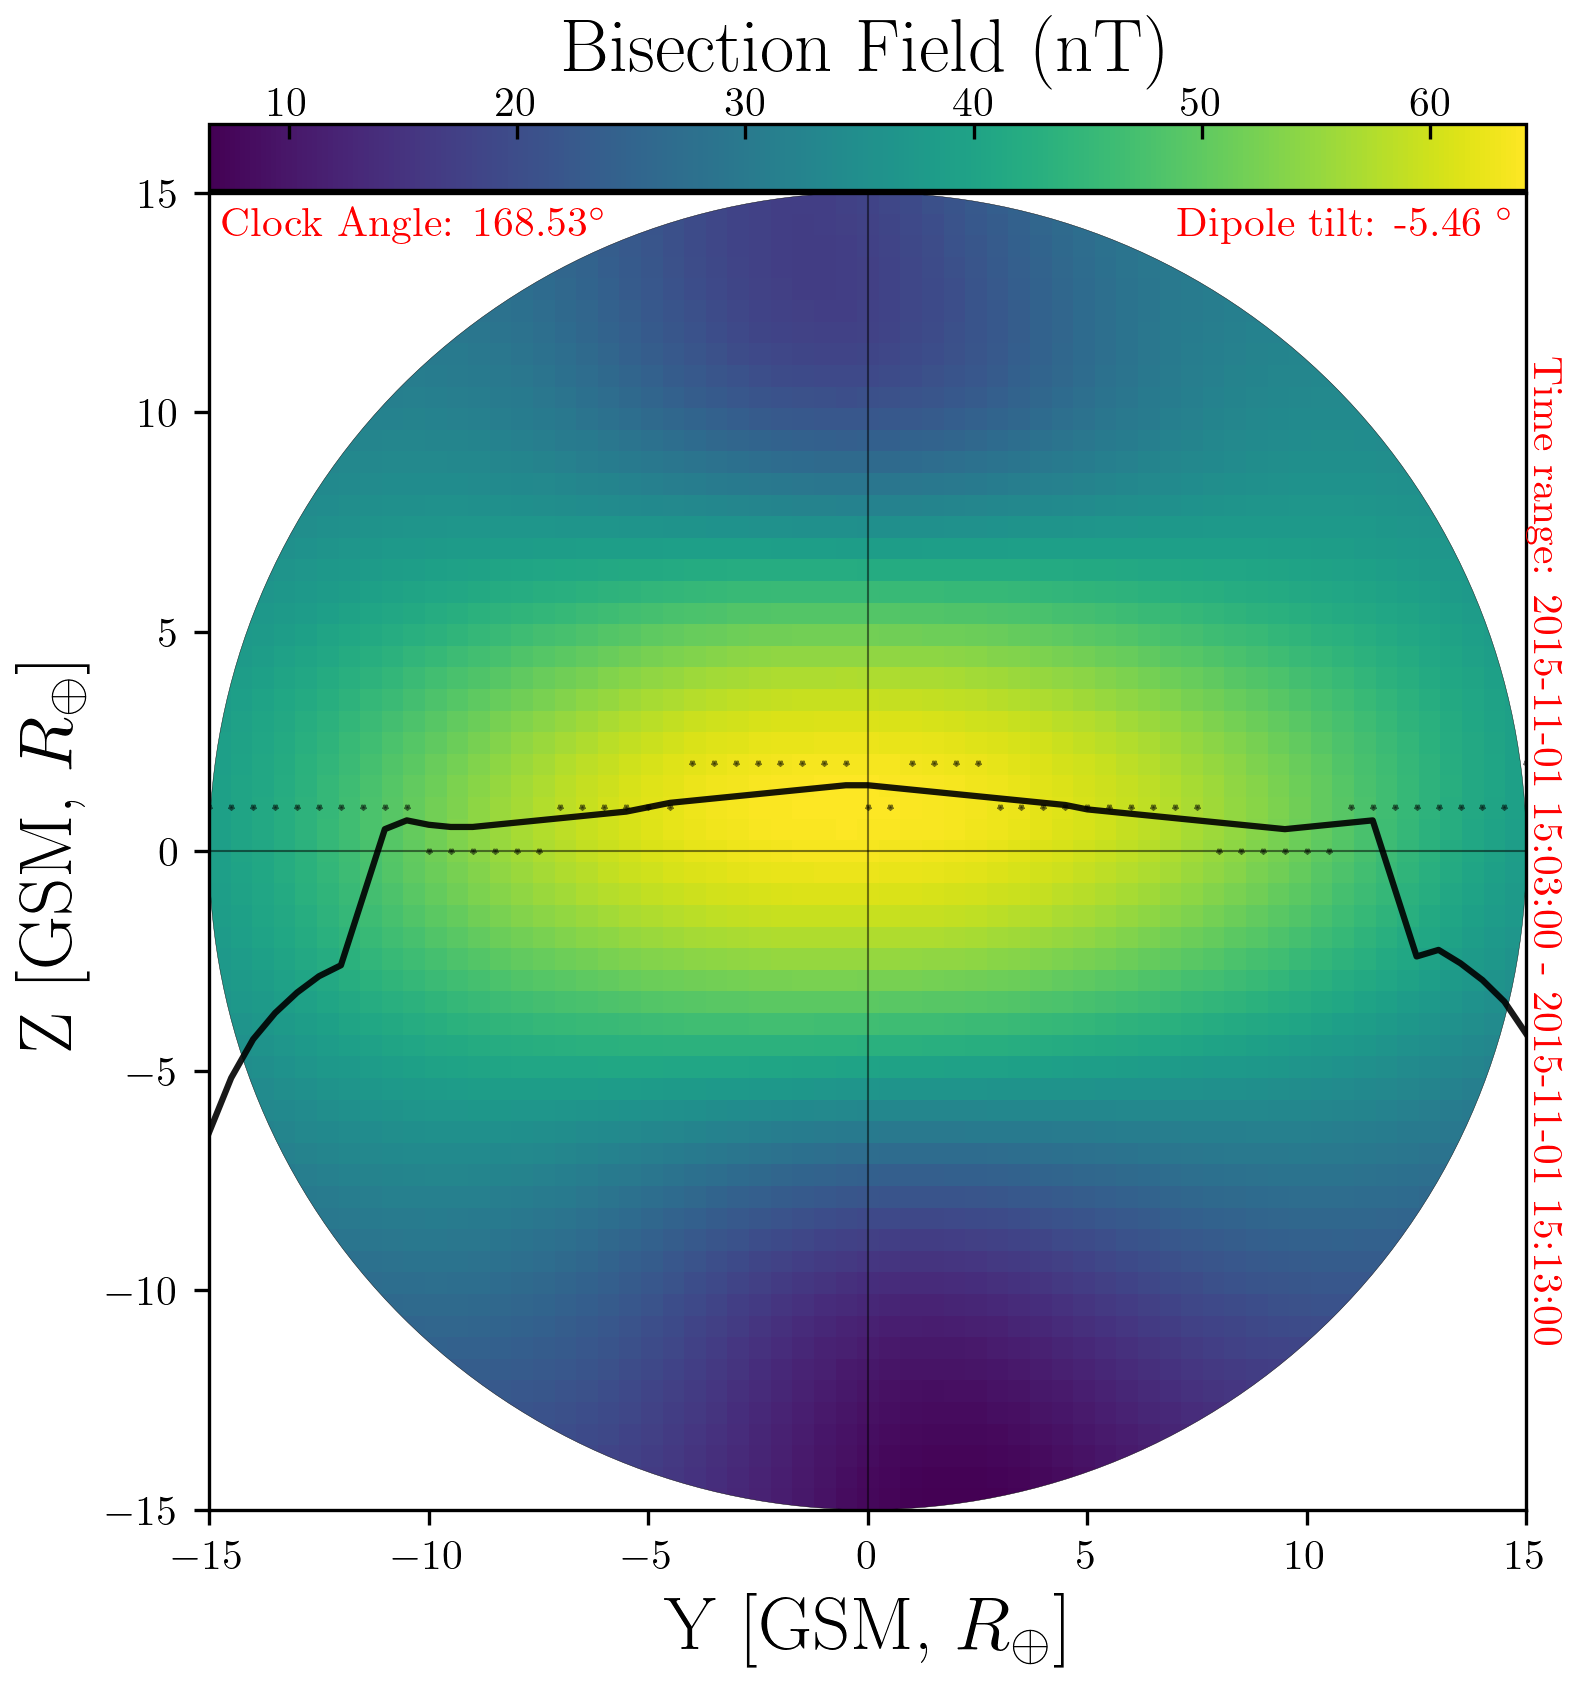 Bisection Field (nT)
10 20 30 40 50 60
Clock Angle: 168.53°
Dipole tilt: -5.46 °
Time range: 2015-11-01 15:03:00 - 2015-11-01 15:13:00
15
10
5
0
−5
−10
−15
Z [GSM, R⊕]
−15 −10 −5 0 5 10 15
Y [GSM, R⊕]